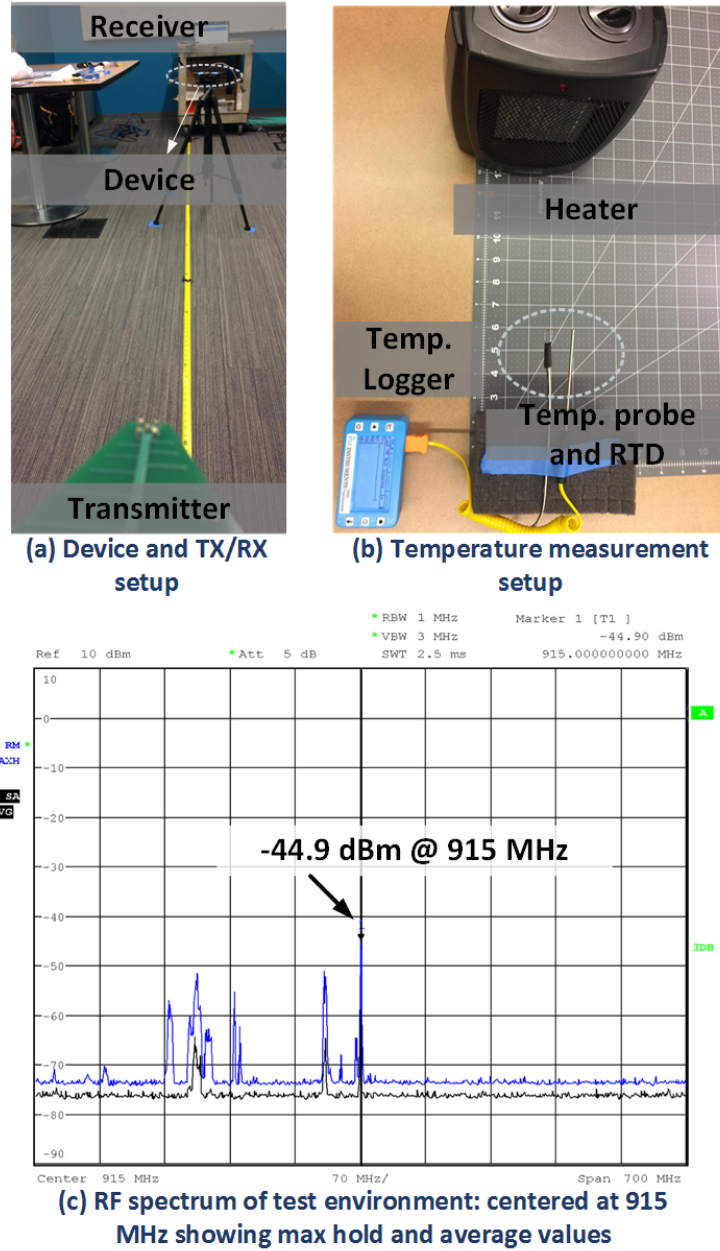 Receiver
Device
Transmitter
(a) Device and TX/RX
setup
Heater
Temp.
Logger
Temp. probe
and RTD
(b) Temperature measurement
setup
*RBW 1 MHz Marker 1 [T1 ]
*VBW 3 MHz -44.90 dBm
Ref 10 dBm *Att 5 dB SWT 2.5 ms 915.000000000 MHz
10
A
0
RM *
AXH
-10
SA
VG
-20
-30
-44.9 dBm @ 915 MHz
-40
3DB
-50
-60
-70
-80
-90
Center 915 MHz 70 MHz/ Span 700 MHz
(c) RF spectrum of test environment: centered at 915
MHz showing max hold and average values